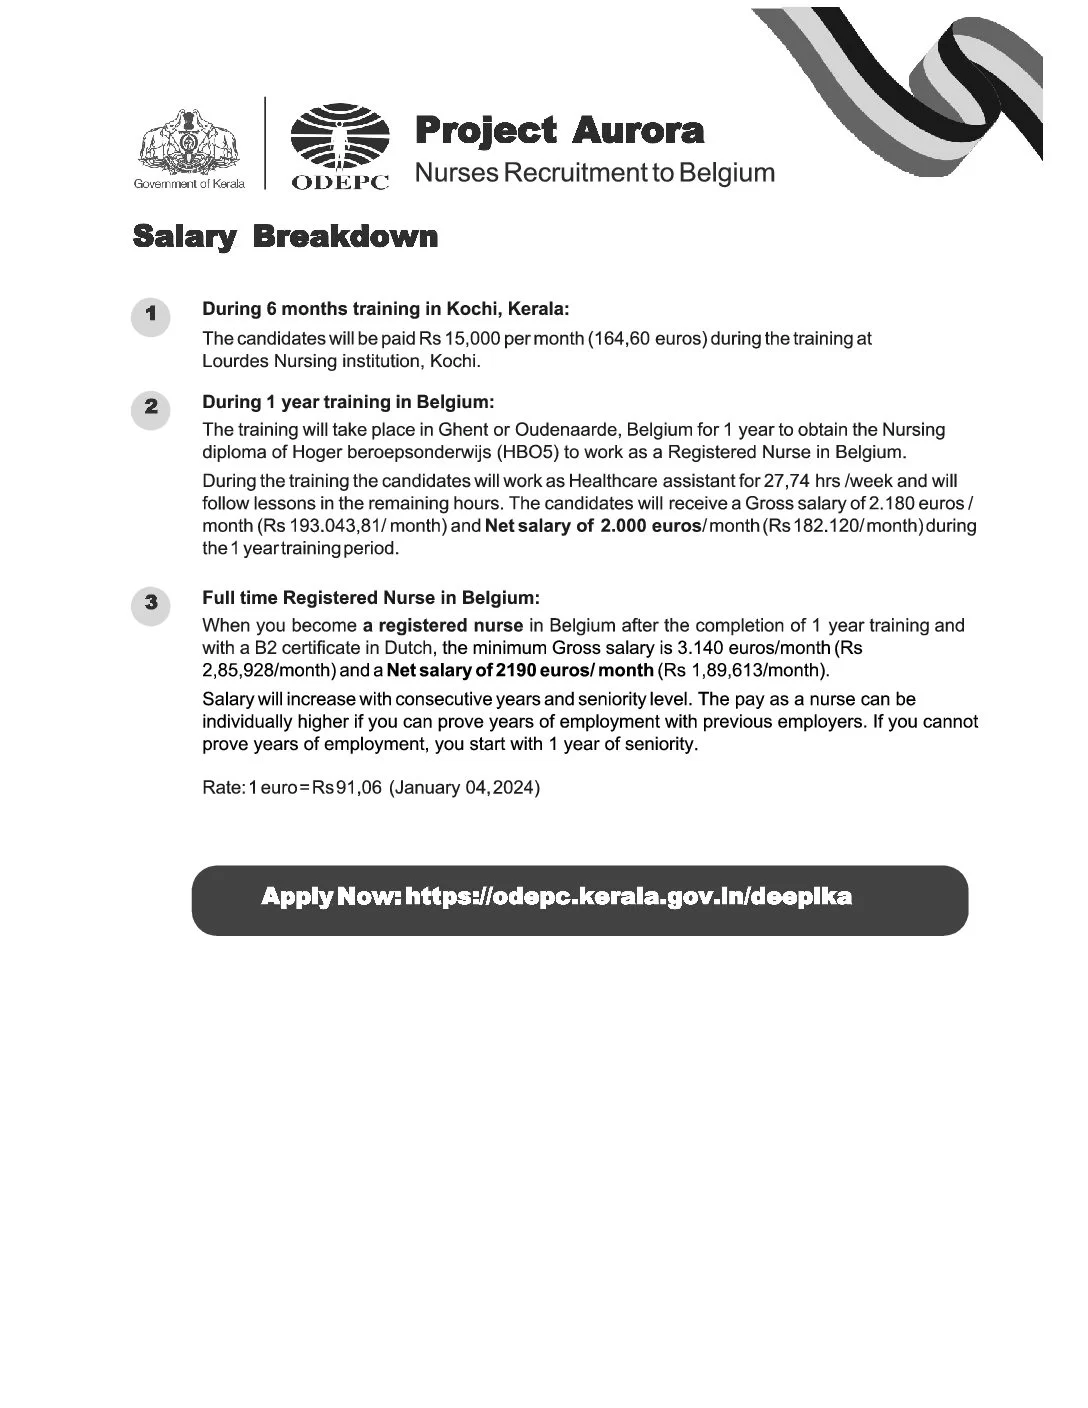 Government of Kerala
ODEPC
Project Aurora
Nurses Recruitment to Belgium
Salary Breakdown
1
During 6 months training in Kochi, Kerala:
The candidates will be paid Rs 15,000 per month (164,60 euros) during the training at
Lourdes Nursing institution, Kochi.
2
During 1 year training in Belgium:
The training will take place in Ghent or Oudenaarde, Belgium for 1 year to obtain the Nursing
diploma of Hoger beroepsonderwijs (HBO5) to work as a Registered Nurse in Belgium.
During the training the candidates will work as Healthcare assistant for 27,74 hrs /week and will
follow lessons in the remaining hours. The candidates will receive a Gross salary of 2.180 euros /
month (Rs 193.043,81/ month) and Net salary of 2.000 euros/month (Rs 182.120/month) during
the 1 year training period.
3
Full time Registered Nurse in Belgium:
When you become a registered nurse in Belgium after the completion of 1 year training and
with a B2 certificate in Dutch, the minimum Gross salary is 3.140 euros/month (Rs
2,85,928/month) and a Net salary of 2190 euros/ month (Rs 1,89,613/month).
Salary will increase with consecutive years and seniority level. The pay as a nurse can be
individually higher if you can prove years of employment with previous employers. If you cannot
prove years of employment, you start with 1 year of seniority.
Rate: 1 euro = Rs 91,06 (January 04, 2024)
Apply Now: https://odepc.kerala.gov.in/deepika